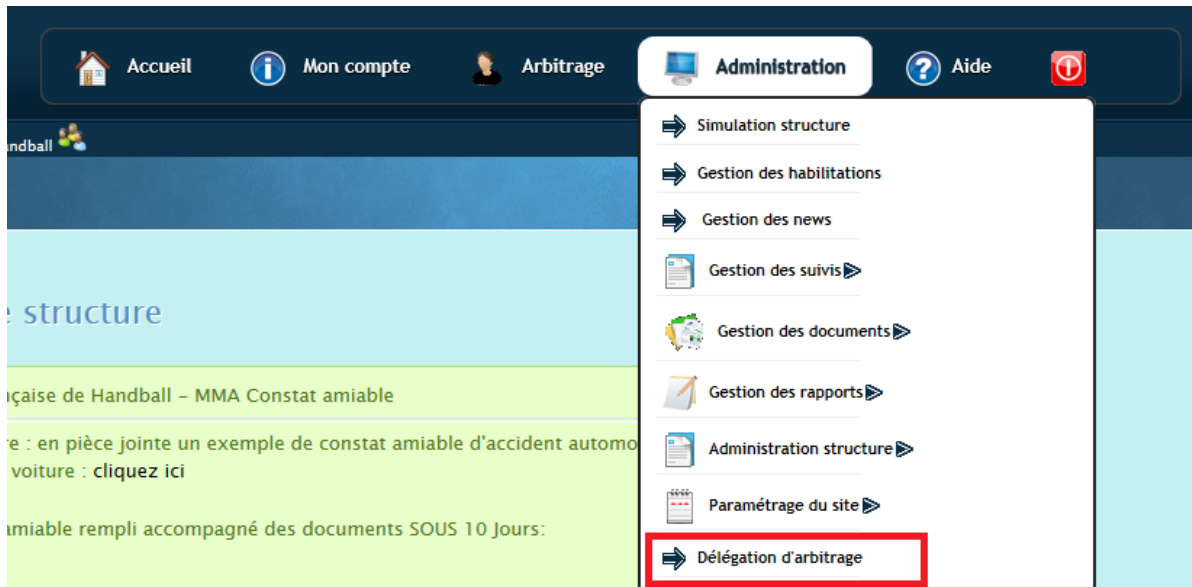 Accueil Mon compte Arbitrage Administration Aide
Simulation structure
Gestion des habilitations
Gestion des news
Gestion des suivis
Gestion des documents
Gestion des rapports
Administration structure
Paramétrage du site
Délégation d'arbitrage
andball
structure
nçaise de Handball – MMA Constat amiable
re : en pièce jointe un exemple de constat amiable d'accident automo
voiture : cliquez ici
amiable rempli accompagné des documents SOUS 10 Jours: